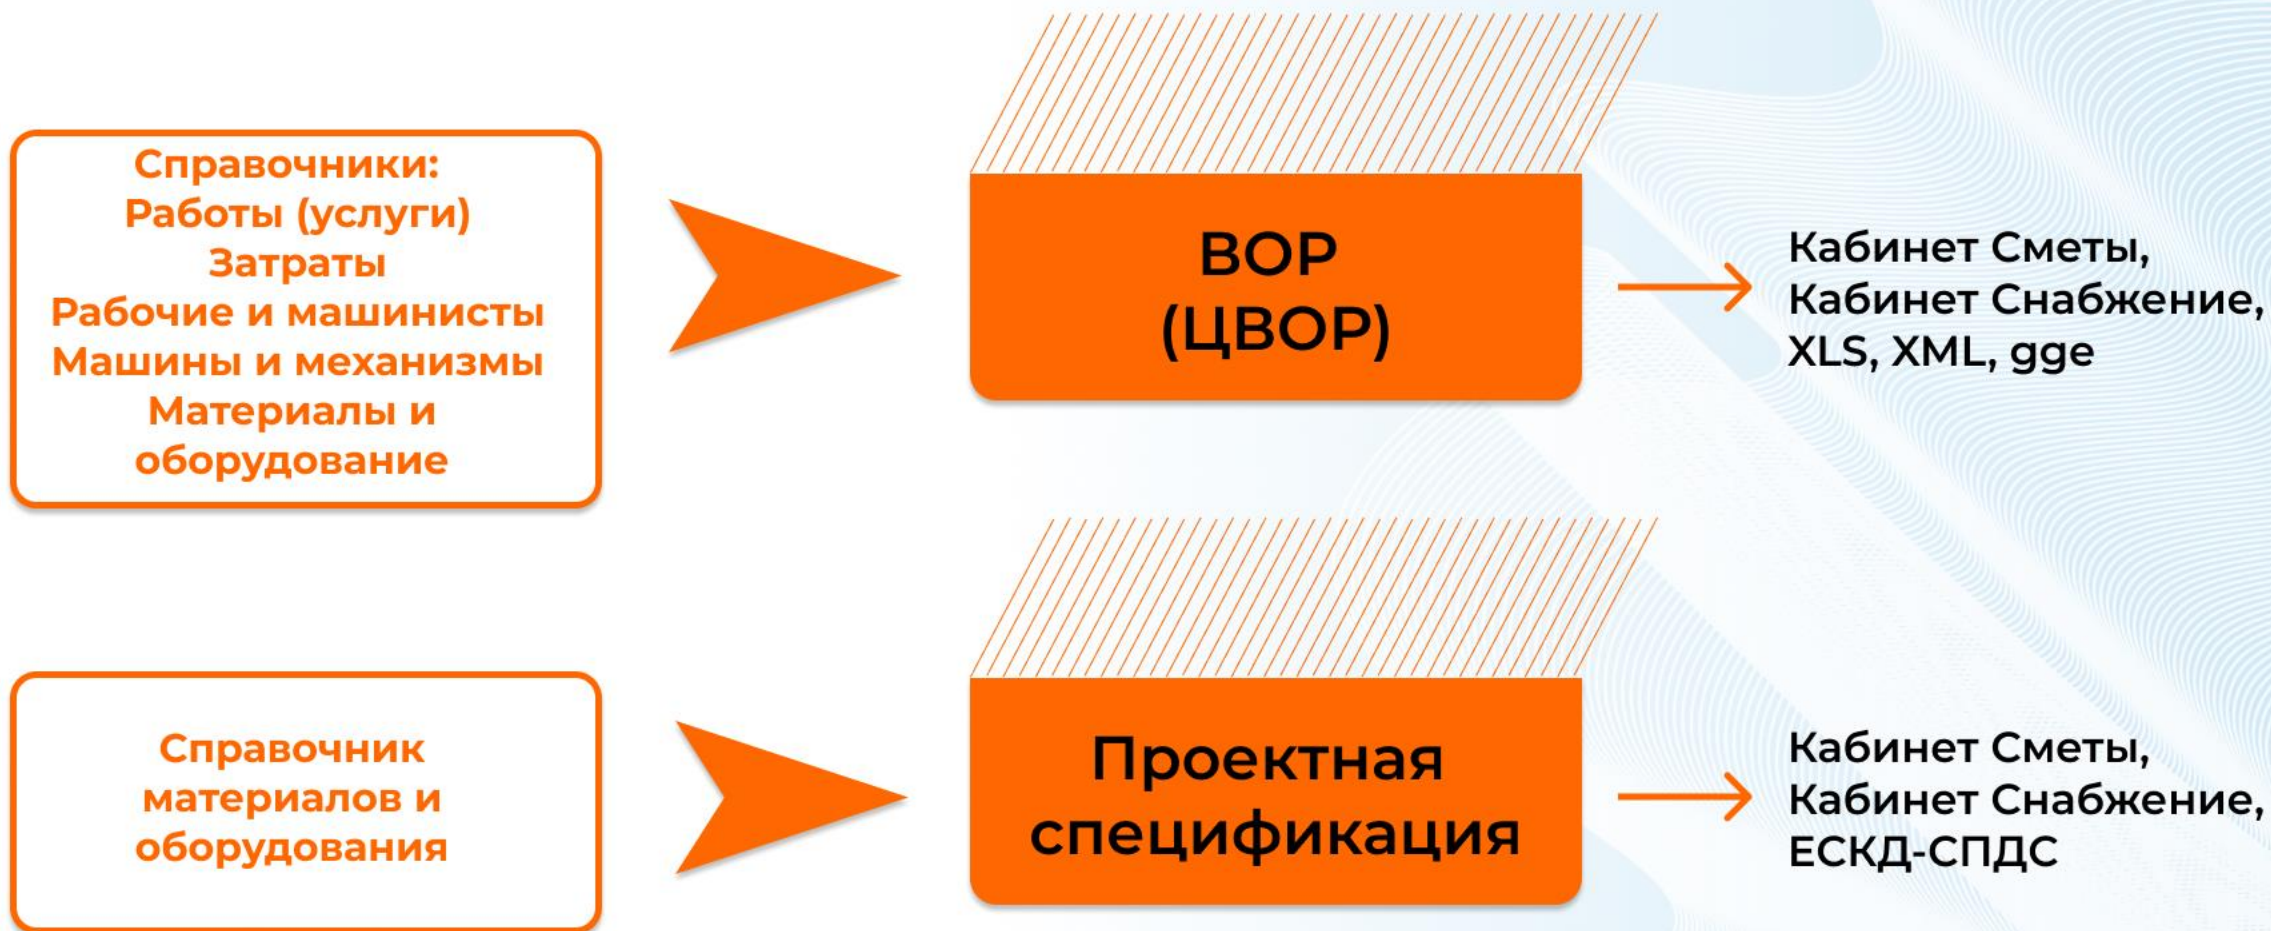 Справочники:
Работы (услуги)
Затраты
Рабочие и машинисты
Машины и механизмы
Материалы и
оборудование
ВОР
(ЦВОР)
Кабинет Сметы,
Кабинет Снабжение,
XLS, XML, gge
Справочник
материалов и
оборудования
Проектная
спецификация
Кабинет Сметы,
Кабинет Снабжение,
ЕСКД-СПДС